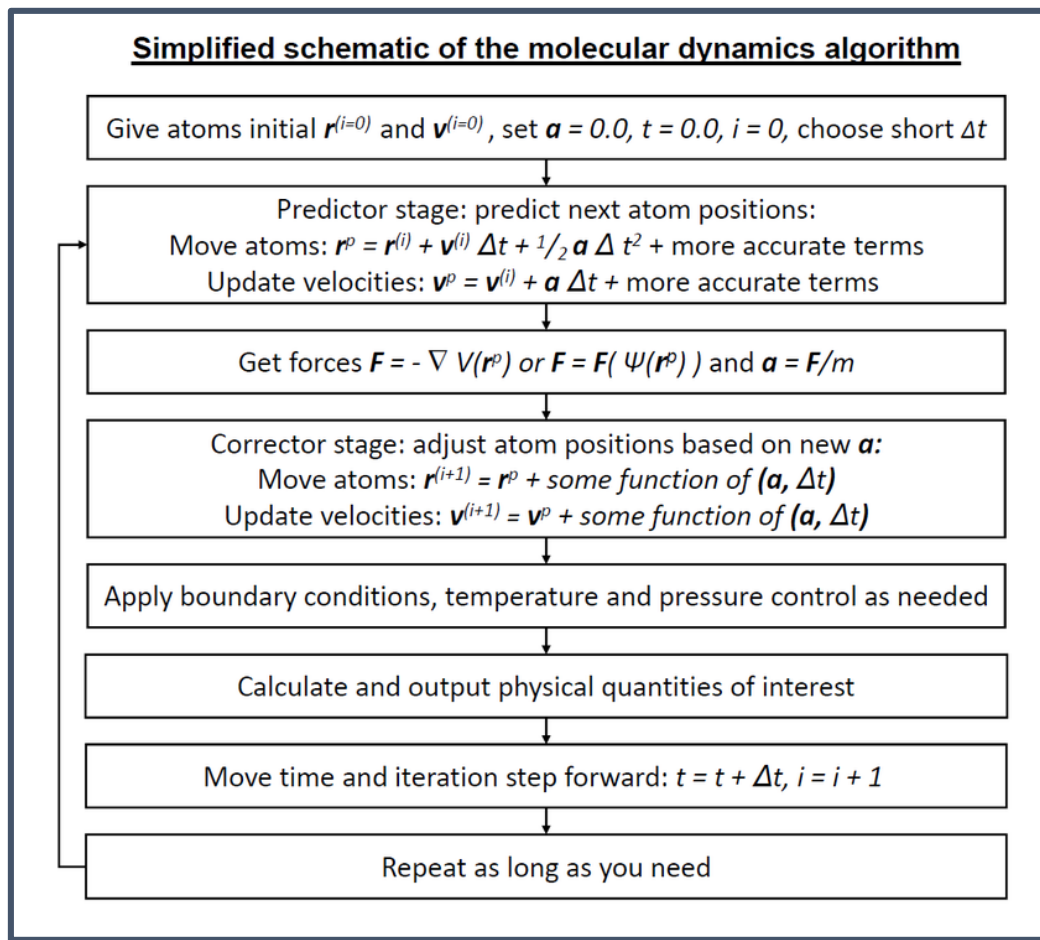 Simplified schematic of the molecular dynamics algorithm
Give atoms initial r⁽ⁱ⁼⁰⁾ and v⁽ⁱ⁼⁰⁾ , set a = 0.0, t = 0.0, i = 0, choose short Δt
Predictor stage: predict next atom positions:
Move atoms: rᵖ = r⁽ⁱ⁾ + v⁽ⁱ⁾ Δt + ¹/₂ a Δ t² + more accurate terms
Update velocities: vᵖ = v⁽ⁱ⁾ + a Δt + more accurate terms
Get forces F = - ∇ V(rᵖ) or F = F( Ψ(rᵖ) ) and a = F/m
Corrector stage: adjust atom positions based on new a:
Move atoms: r⁽ⁱ⁺¹⁾ = rᵖ + some function of (a, Δt)
Update velocities: v⁽ⁱ⁺¹⁾ = vᵖ + some function of (a, Δt)
Apply boundary conditions, temperature and pressure control as needed
Calculate and output physical quantities of interest
Move time and iteration step forward: t = t + Δt, i = i + 1
Repeat as long as you need